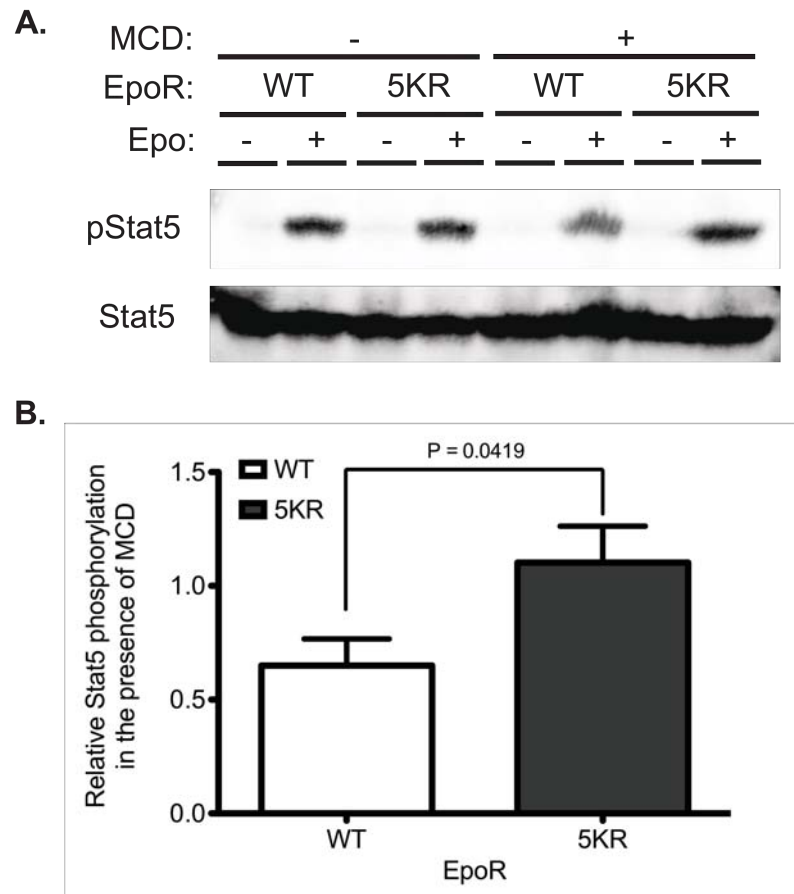 A.
MCD: - +
EpoR: WT 5KR WT 5KR
Epo: - + - + - + - +
pStat5
Stat5
B.
P = 0.0419
WT
5KR
Relative Stat5 phosphorylation
in the presence of MCD
1.5
1.0
0.5
0.0
WT 5KR
EpoR